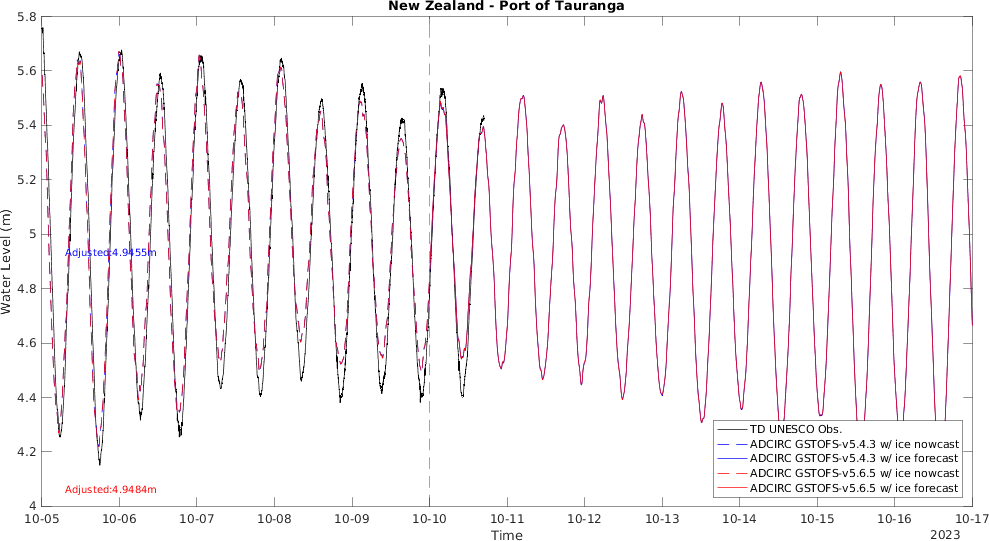 New Zealand - Port of Tauranga
Water Level (m)
5.8
5.6
5.4
5.2
5
4.8
4.6
4.4
4.2
4
Adjusted:4.9455m
Adjusted:4.9484m
TD UNESCO Obs.
ADCIRC GSTOFS-v5.4.3 w/ ice nowcast
ADCIRC GSTOFS-v5.4.3 w/ ice forecast
ADCIRC GSTOFS-v5.6.5 w/ ice nowcast
ADCIRC GSTOFS-v5.6.5 w/ ice forecast
10-05 10-06 10-07 10-08 10-09 10-10 10-11 10-12 10-13 10-14 10-15 10-16 10-17
Time
2023